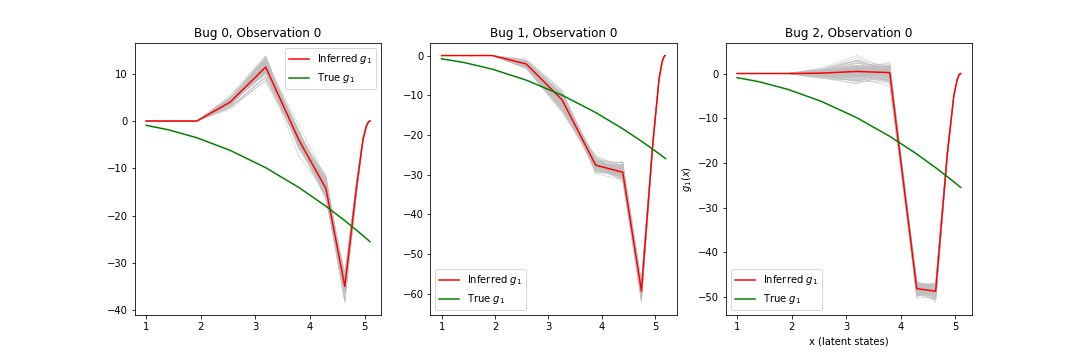 Bug 0, Observation 0
Inferred g₁
True g₁
10
0
−10
−20
−30
−40
1 2 3 4 5
Bug 1, Observation 0
0
−10
−20
−30
−40
−50
−60
Inferred g₁
True g₁
1 2 3 4 5
Bug 2, Observation 0
g₁(x)
0
−10
−20
−30
−40
−50
Inferred g₁
True g₁
1 2 3 4 5
x (latent states)